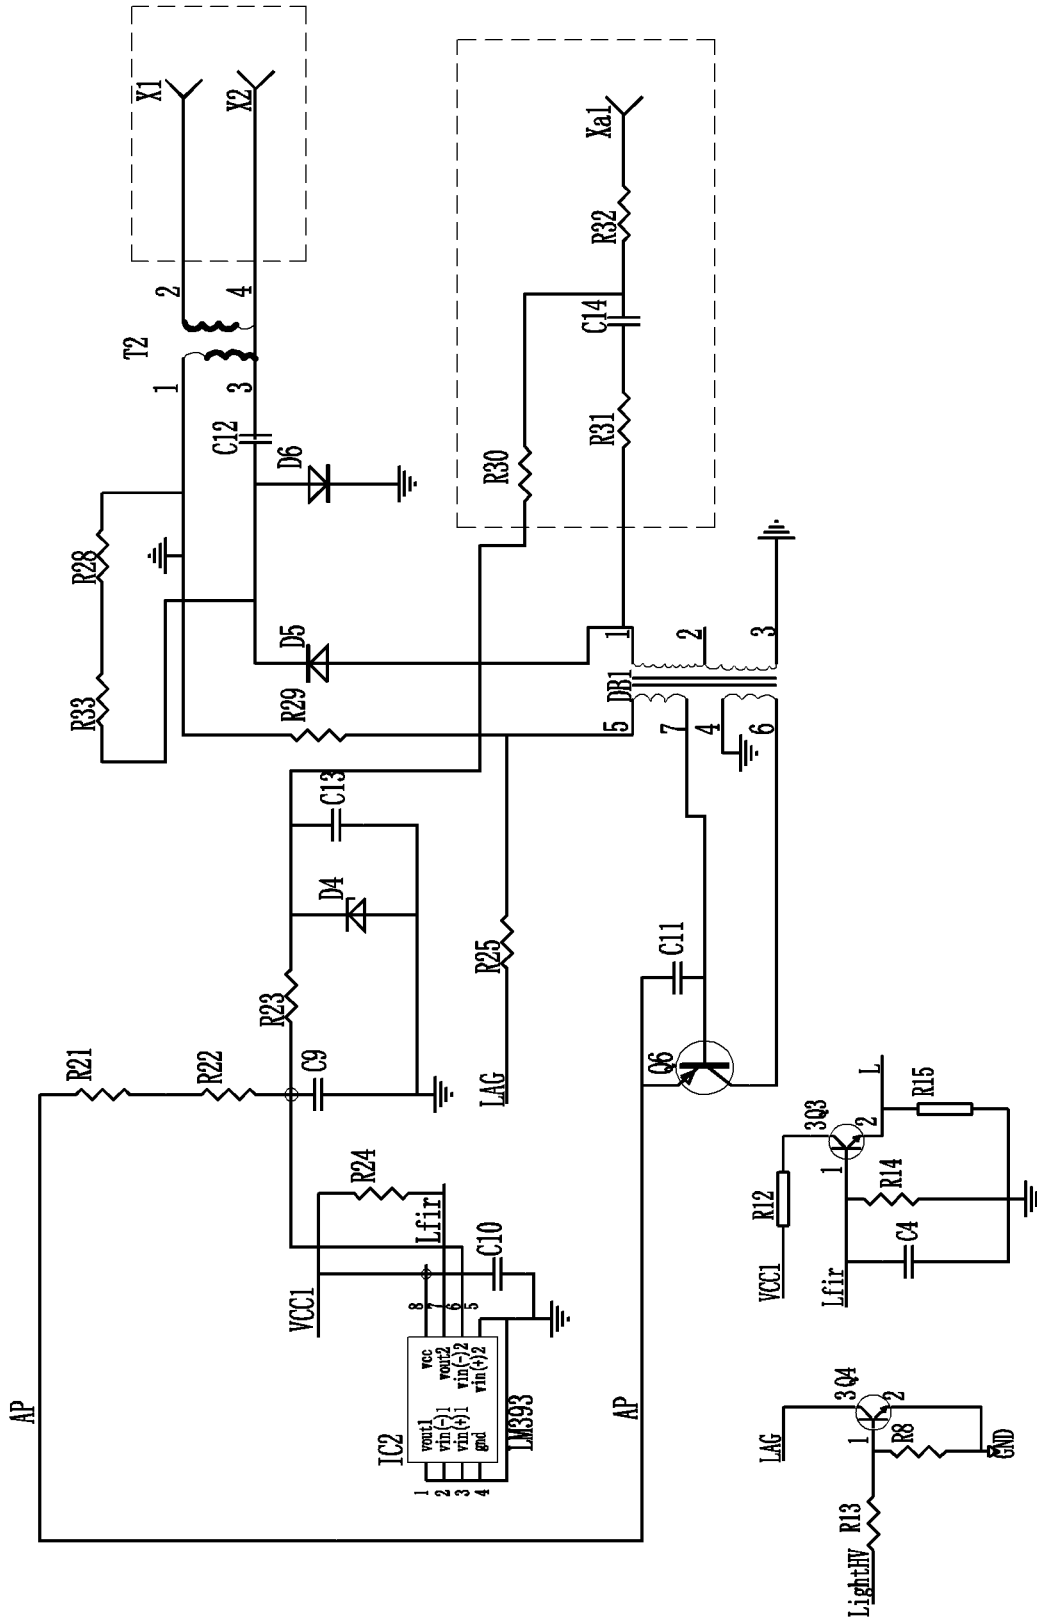 AP
R21
R22
R23
C9
D4
C13
R29
R33
R28
D5
D6
C12
T2
1
3
2
4
X1
X2
IC2
vout1
vin(-)1
vin(+)1
gnd
vcc
vout2
vin(-)2
vin(+)2
LM393
1
2
3
4
8
7
6
5
VCC1
R24
Lfir
C10
LAG
R25
R30
R31
C14
R32
Xa1
AP
C11
Q6
DB1
5
7
4
6
1
2
3
LightHV
R13
1
R8
LAG
3
Q4
2
GND
VCC1
R12
3
Q3
2
1
L
Lfir
C4
R14
R15